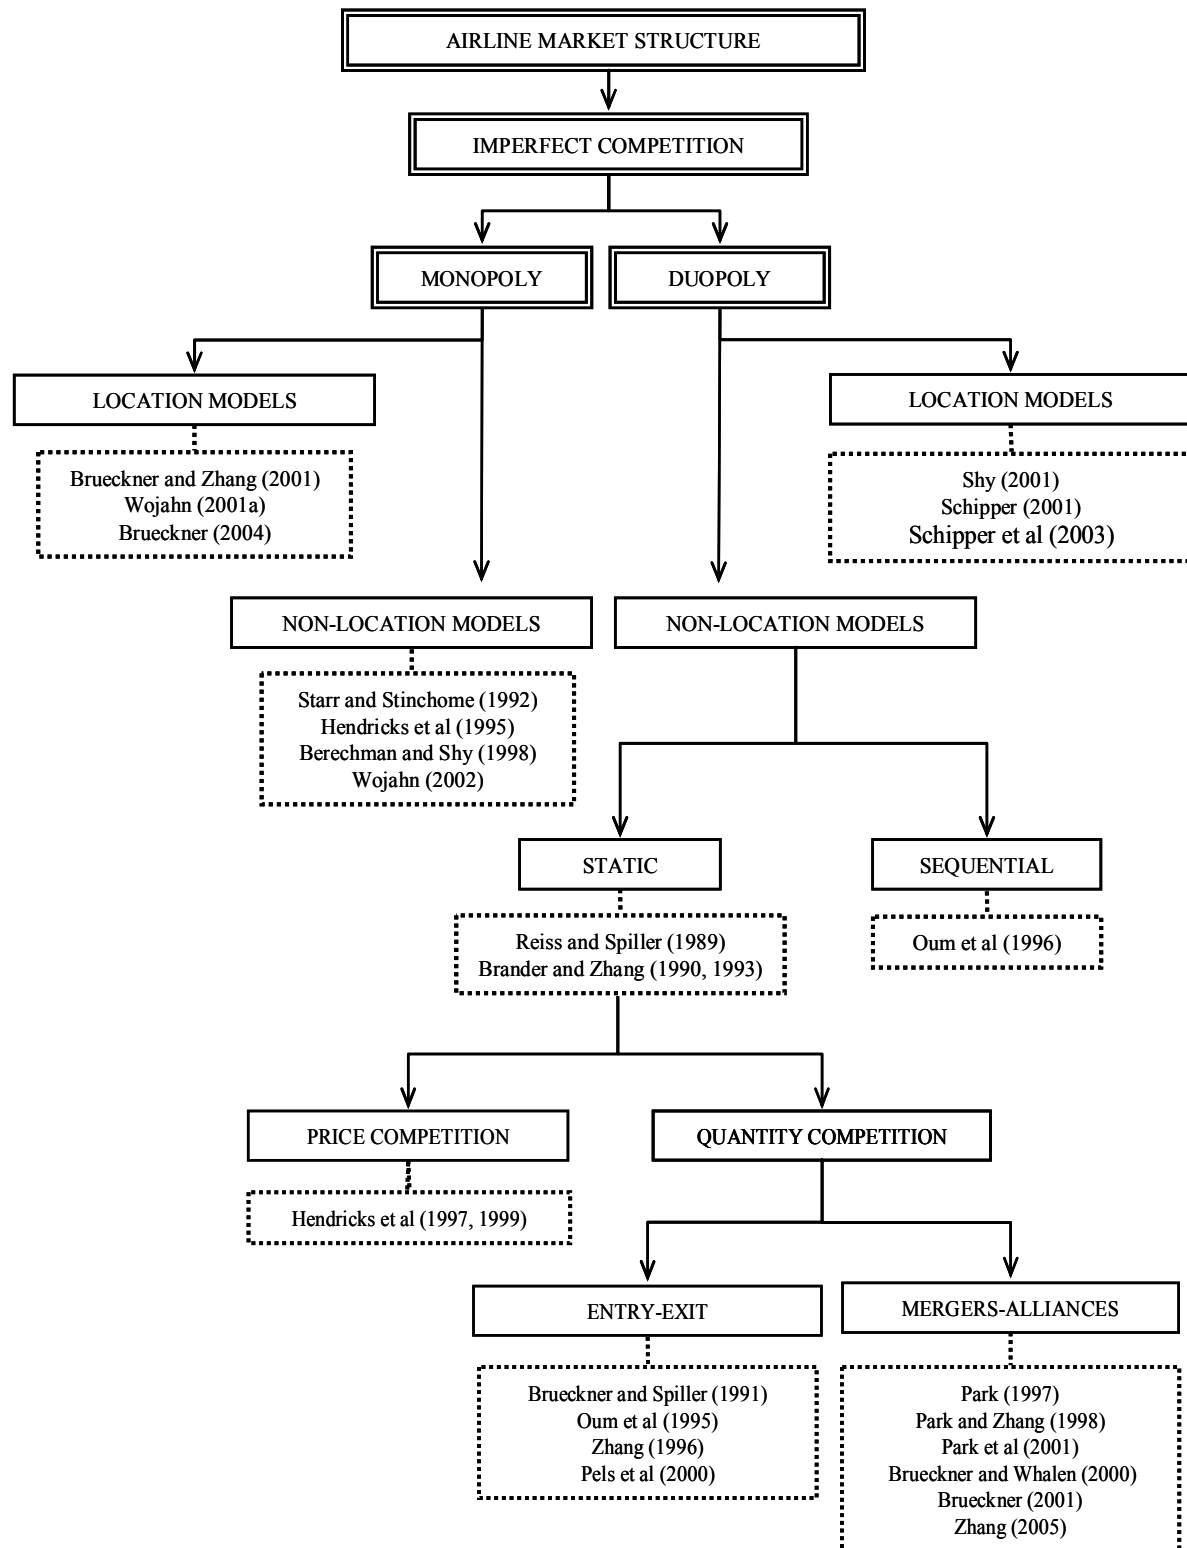 AIRLINE MARKET STRUCTURE
IMPERFECT COMPETITION
MONOPOLY
DUOPOLY
LOCATION MODELS
Brueckner and Zhang (2001)
Wojahn (2001a)
Brueckner (2004)
LOCATION MODELS
Shy (2001)
Schipper (2001)
Schipper et al (2003)
NON-LOCATION MODELS
Starr and Stinchome (1992)
Hendricks et al (1995)
Berechman and Shy (1998)
Wojahn (2002)
NON-LOCATION MODELS
STATIC
Reiss and Spiller (1989)
Brander and Zhang (1990, 1993)
SEQUENTIAL
Oum et al (1996)
PRICE COMPETITION
Hendricks et al (1997, 1999)
QUANTITY COMPETITION
ENTRY-EXIT
Brueckner and Spiller (1991)
Oum et al (1995)
Zhang (1996)
Pels et al (2000)
MERGERS-ALLIANCES
Park (1997)
Park and Zhang (1998)
Park et al (2001)
Brueckner and Whalen (2000)
Brueckner (2001)
Zhang (2005)